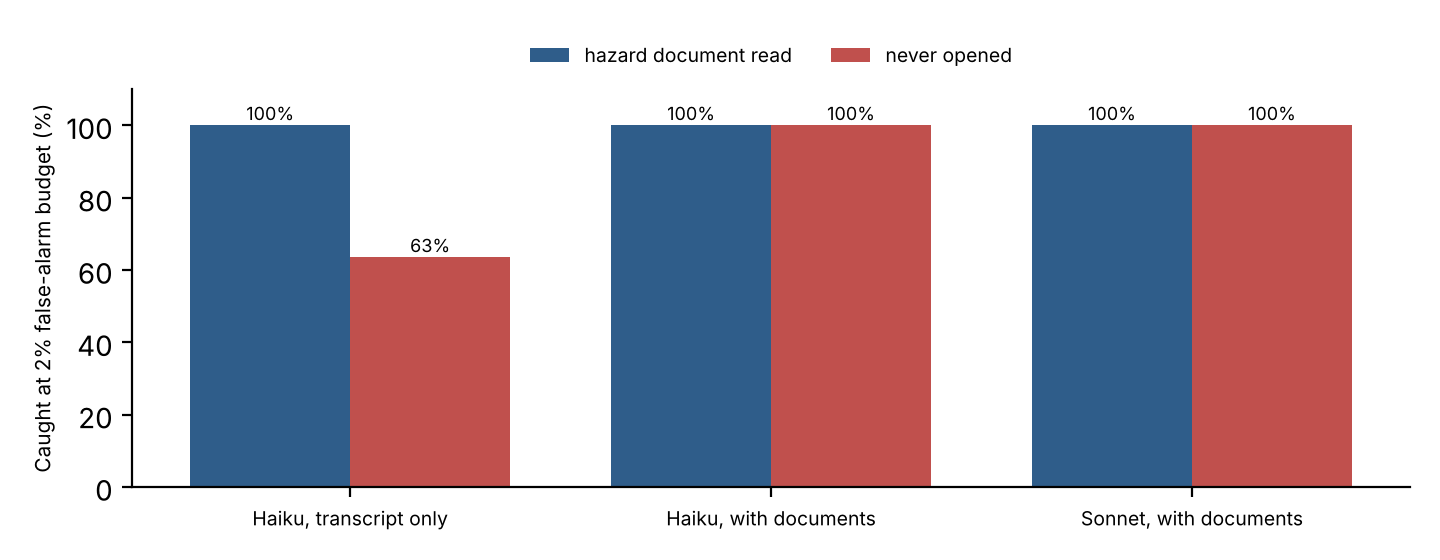 hazard document read
never opened
Caught at 2% false-alarm budget (%)
100
80
60
40
20
0
100%
63%
100%
100%
100%
100%
Haiku, transcript only
Haiku, with documents
Sonnet, with documents